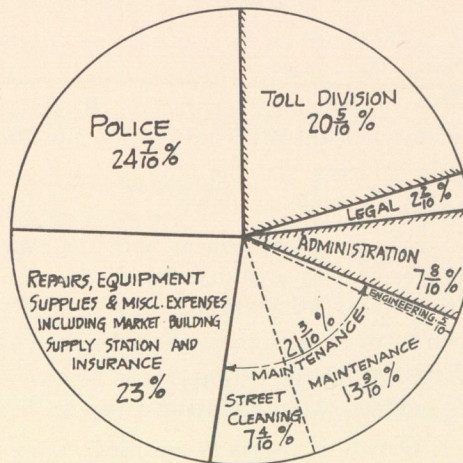 POLICE
24 7/10 %
TOLL DIVISION
20 5/10 %
LEGAL 2 2/10 %
ADMINISTRATION
7 8/10 %
ENGINEERING · 5/10
21 3/10 %
MAINTENANCE
MAINTENANCE
13 9/10 %
STREET
CLEANING
7 4/10 %
REPAIRS, EQUIPMENT
SUPPLIES & MISCL. EXPENSES
INCLUDING MARKET BUILDING
SUPPLY STATION AND
INSURANCE
23 %